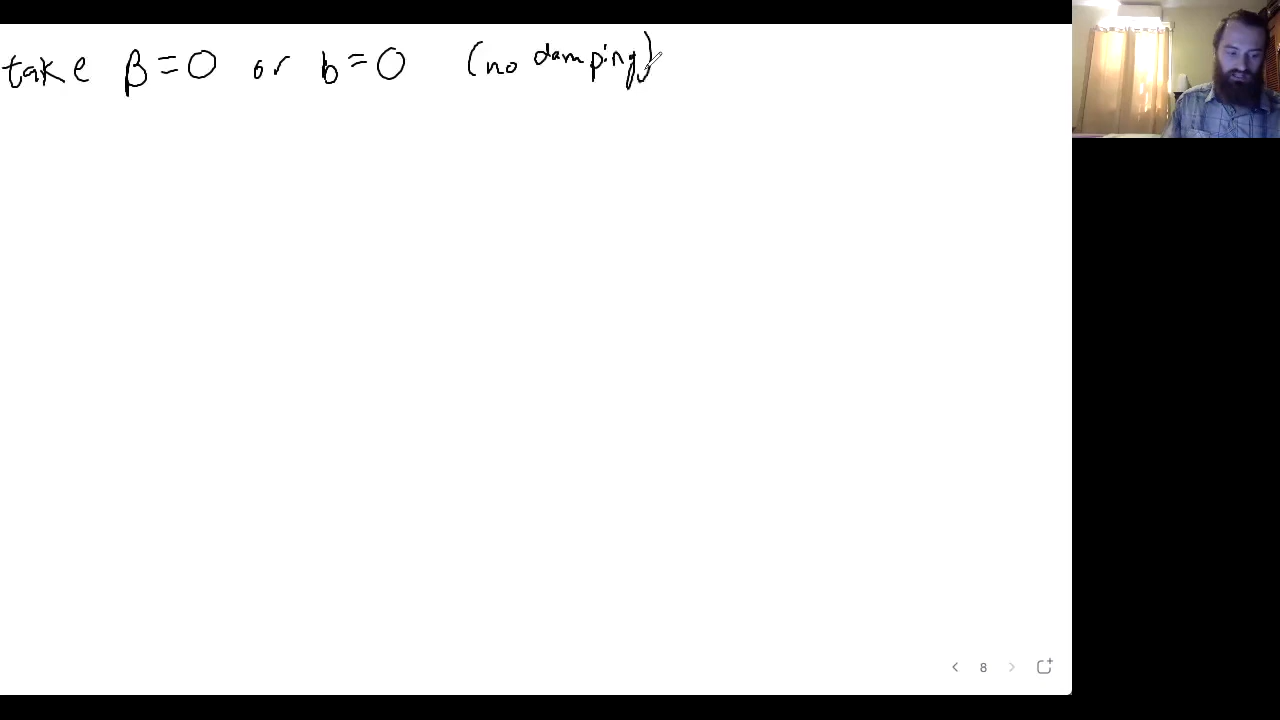 take β=0 or b=0 (no damping)
8